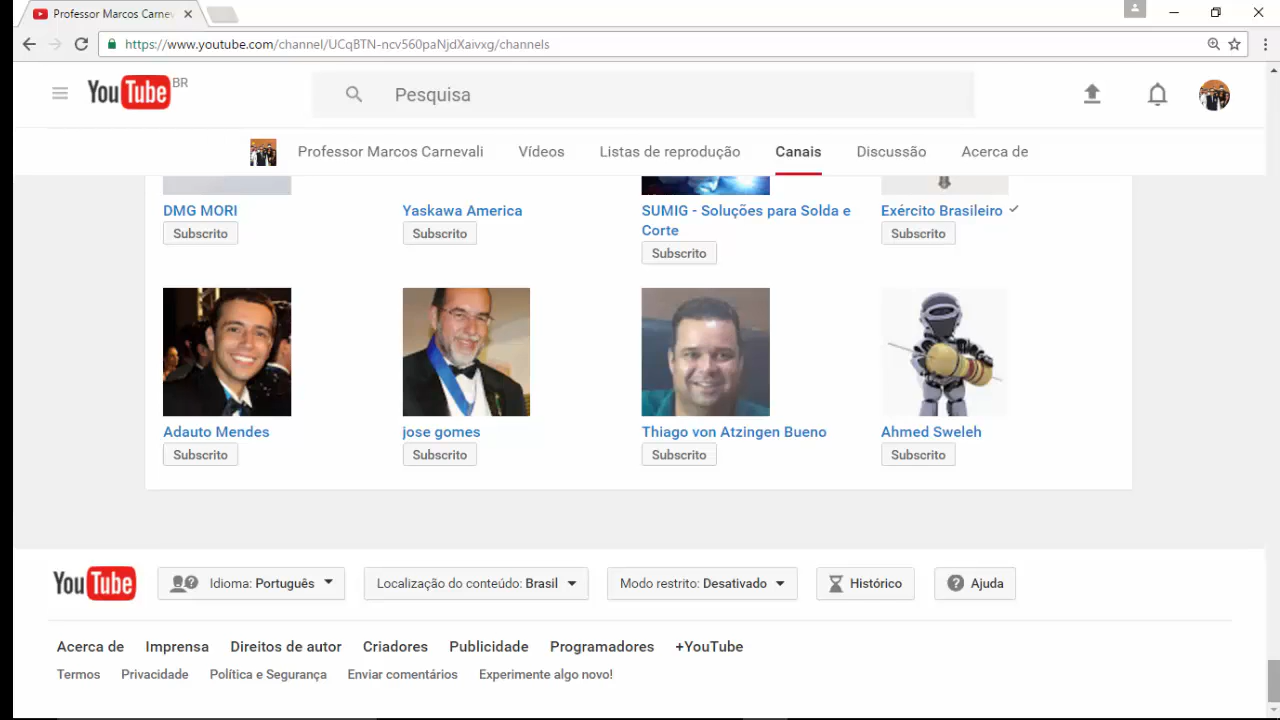 Professor Marcos Carnev
https://www.youtube.com/channel/UCqBTN-ncv560paNjdXaivxg/channels
YouTube BR
Pesquisa
Professor Marcos Carnevali Vídeos Listas de reprodução Canais Discussão Acerca de
DMG MORI
Subscrito
Yaskawa America
Subscrito
SUMIG - Soluções para Solda e
Corte
Subscrito
Exército Brasileiro
Subscrito
Adauto Mendes
Subscrito
jose gomes
Subscrito
Thiago von Atzingen Bueno
Subscrito
Ahmed Sweleh
Subscrito
YouTube Idioma: Português Localização do conteúdo: Brasil Modo restrito: Desativado Histórico Ajuda
Acerca de Imprensa Direitos de autor Criadores Publicidade Programadores +YouTube
Termos Privacidade Política e Segurança Enviar comentários Experimente algo novo!